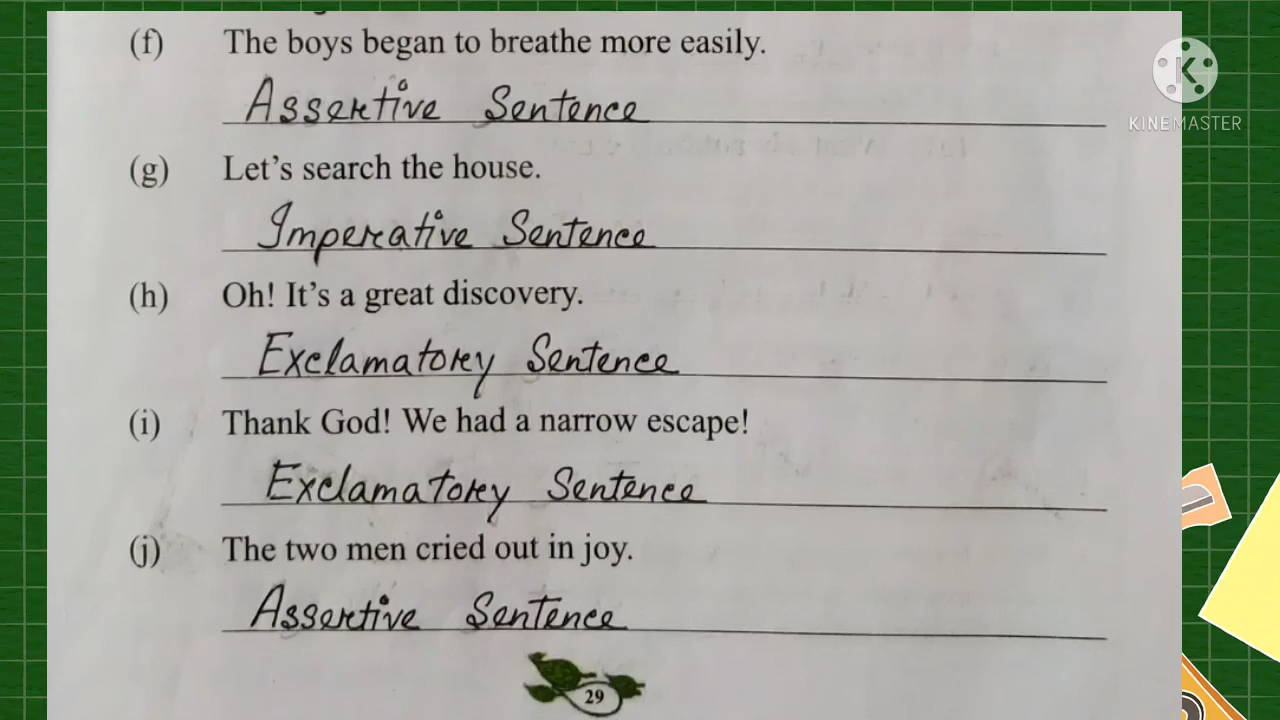 (f) The boys began to breathe more easily.
Assertive Sentence
KINEMASTER
(g) Let's search the house.
Imperative Sentence
(h) Oh! It's a great discovery.
Exclamatory Sentence
(i) Thank God! We had a narrow escape!
Exclamatory Sentence
(j) The two men cried out in joy.
Assertive Sentence
29